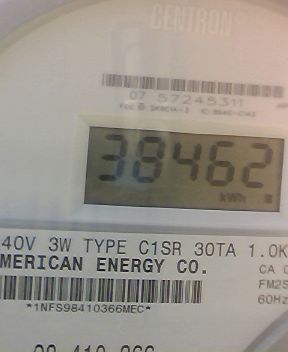 CENTRON
07 57245311
38462
kWh
40V 3W TYPE C1SR 30TA 1.0K
MERICAN ENERGY CO.
CA 0
FM2S
60Hz
*1NFS98410366MEC*